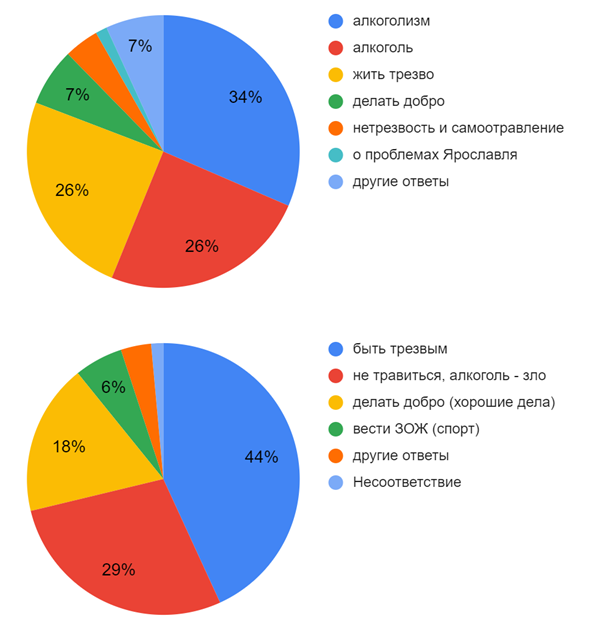 7%
34%
7%
26%
26%
алкоголизм
алкоголь
жить трезво
делать добро
нетрезвость и самоотравление
о проблемах Ярославля
другие ответы
6%
18%
44%
29%
быть трезвым
не травиться, алкоголь - зло
делать добро (хорошие дела)
вести ЗОЖ (спорт)
другие ответы
Несоответствие